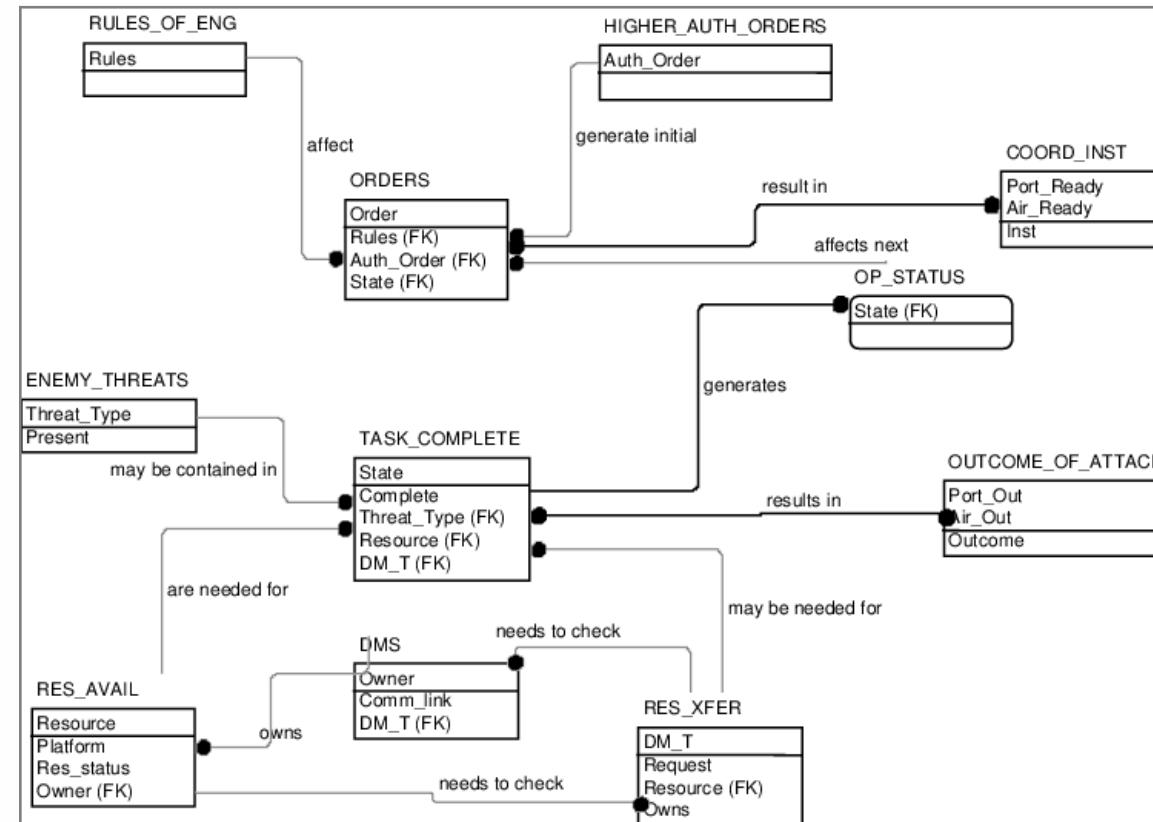 RULES_OF_ENG
Rules
HIGHER_AUTH_ORDERS
Auth_Order
affect
generate initial
ORDERS
Order
Rules (FK)
Auth_Order (FK)
State (FK)
result in
COORD_INST
Port_Ready
Air_Ready
Inst
affects next
OP_STATUS
State (FK)
generates
ENEMY_THREATS
Threat_Type
Present
may be contained in
TASK_COMPLETE
State
Complete
Threat_Type (FK)
Resource (FK)
DM_T (FK)
results in
OUTCOME_OF_ATTAC
Port_Out
Air_Out
Outcome
are needed for
may be needed for
needs to check
DMS
Owner
Comm_link
DM_T (FK)
RES_AVAIL
Resource
Platform
Res_status
Owner (FK)
owns
needs to check
RES_XFER
DM_T
Request
Resource (FK)
Owns